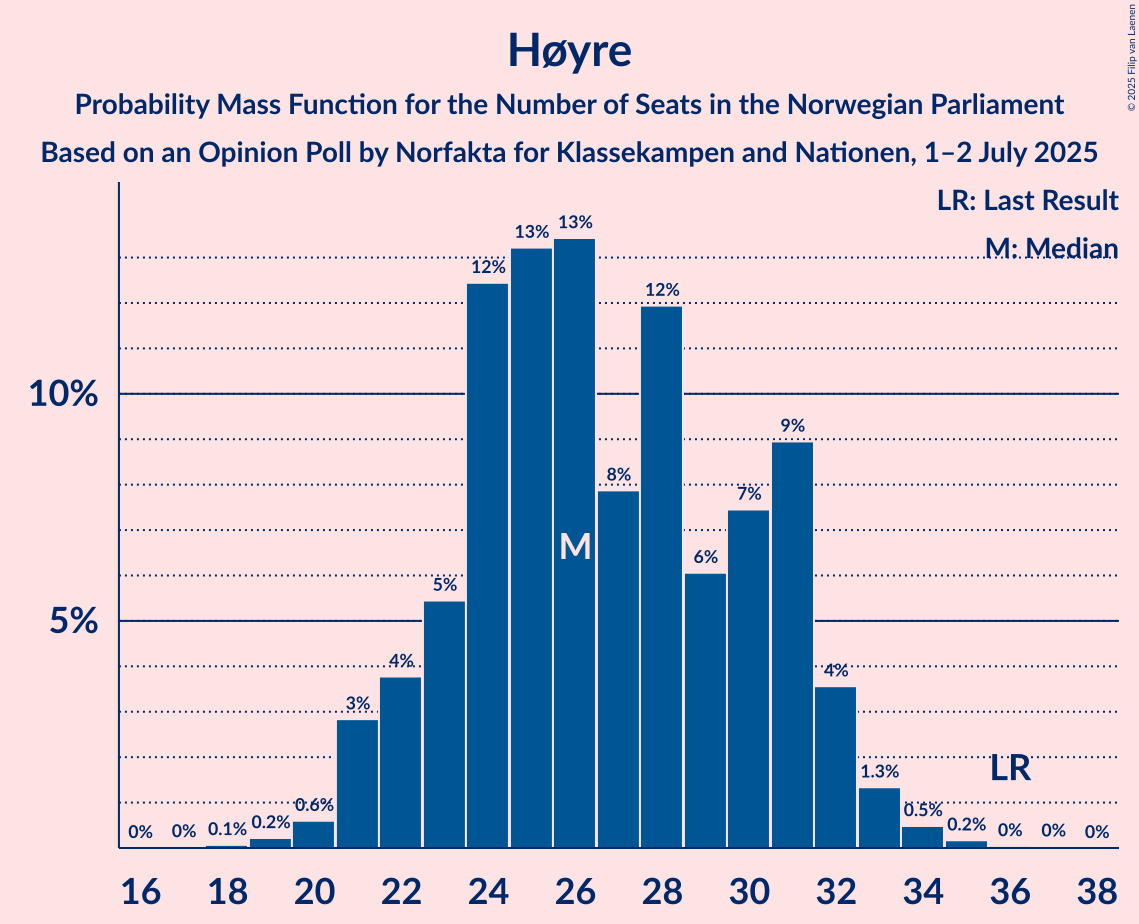 Høyre
Probability Mass Function for the Number of Seats in the Norwegian Parliament
Based on an Opinion Poll by Norfakta for Klassekampen and Nationen, 1–2 July 2025
© 2025 Filip van Laenen
LR: Last Result
M: Median
10%
5%
0% 0% 0.1% 0.2% 0.6% 3% 4% 5% 12% 13% 13% 8% 12% 6% 7% 9% 4% 1.3% 0.5% 0.2% 0% 0% 0%
M
LR
16 18 20 22 24 26 28 30 32 34 36 38